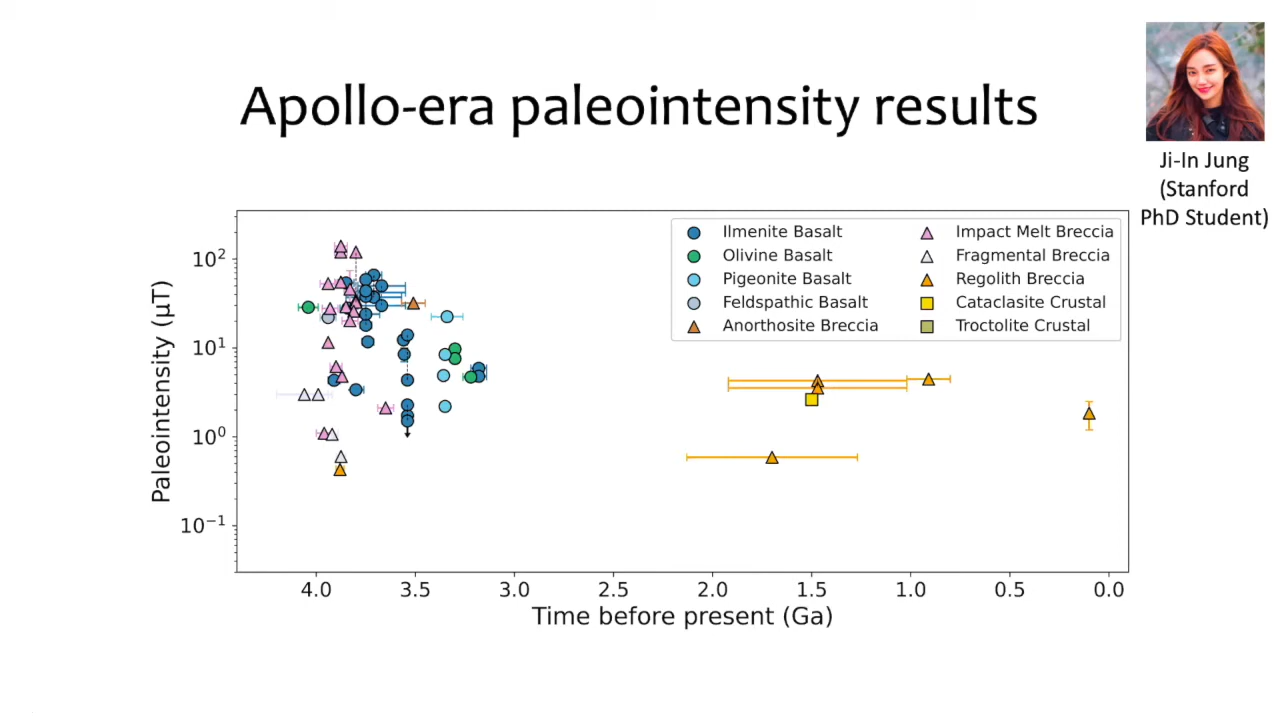 Apollo-era paleointensity results
Ji-In Jung
(Stanford
PhD Student)
Paleointensity (μT)
10²
10¹
10⁰
10⁻¹
Ilmenite Basalt
Olivine Basalt
Pigeonite Basalt
Feldspathic Basalt
Anorthosite Breccia
Impact Melt Breccia
Fragmental Breccia
Regolith Breccia
Cataclasite Crustal
Troctolite Crustal
4.0 3.5 3.0 2.5 2.0 1.5 1.0 0.5 0.0
Time before present (Ga)